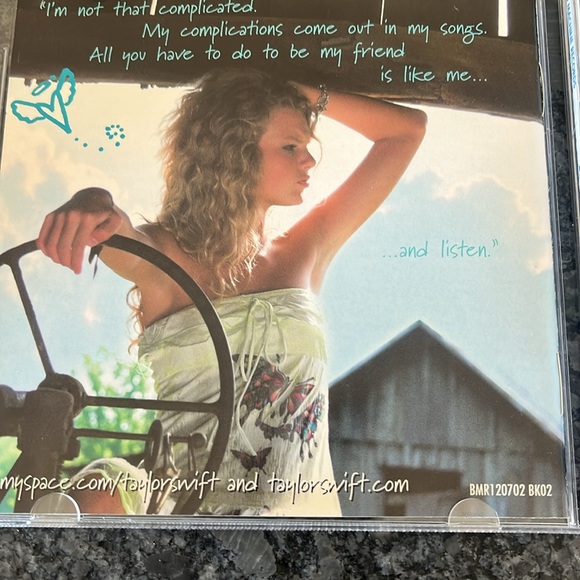 "I'm not that complicated.
My complications come out in my songs.
All you have to do to be my friend
is like me...
...and listen."
myspace.com/taylorswift and taylorswift.com
BMR120702 BK02